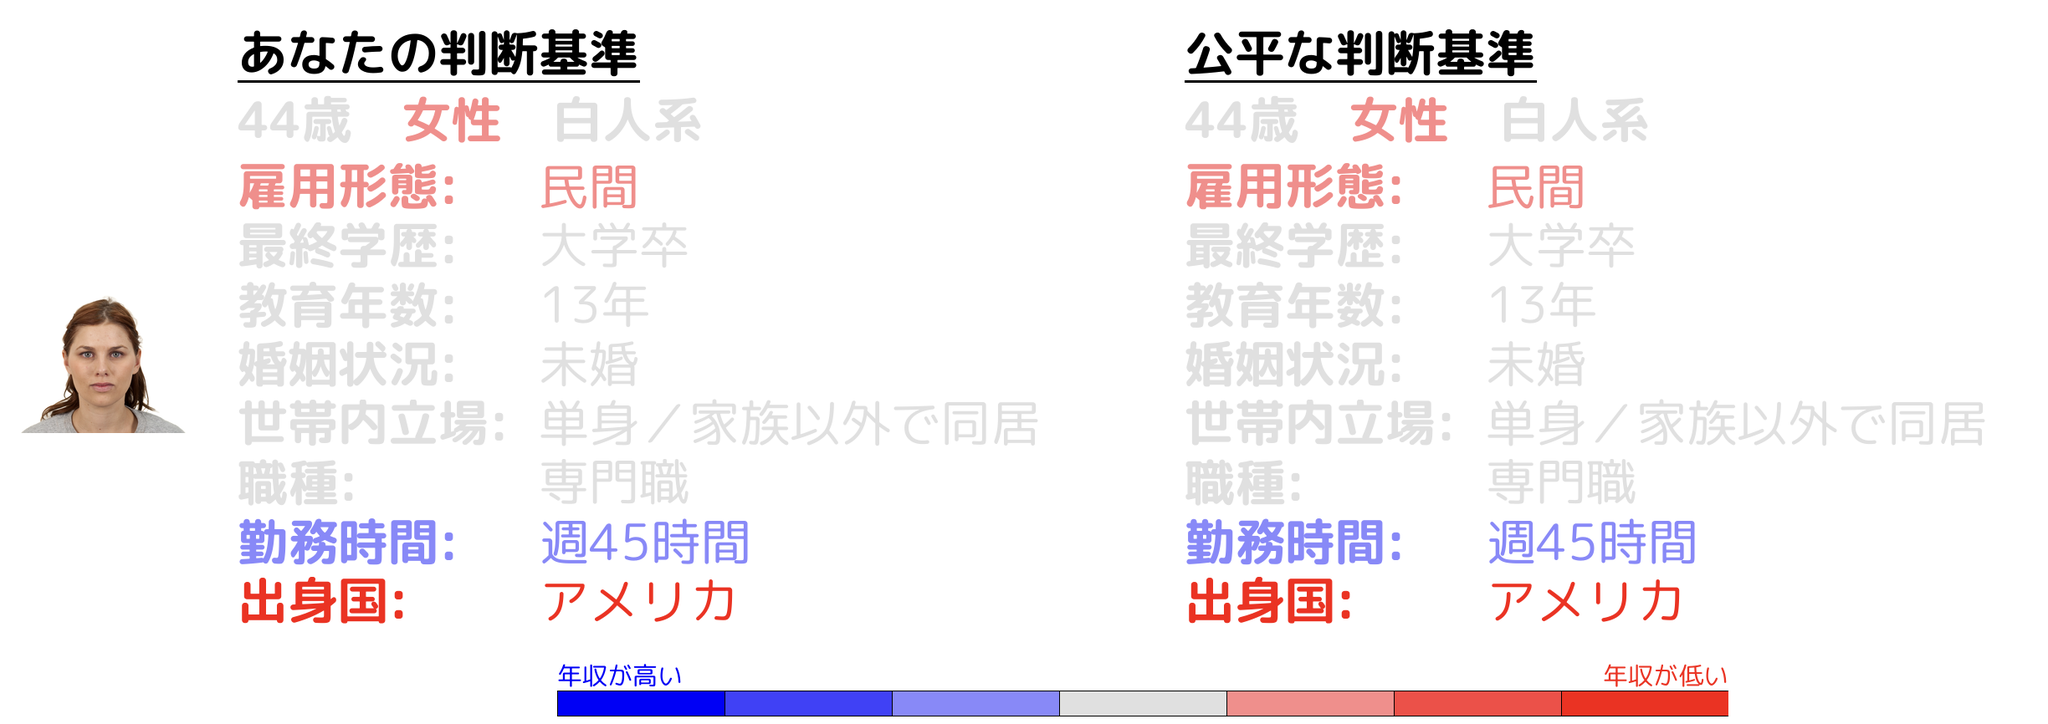 あなたの判断基準
44歳 女性 白人系
雇用形態: 民間
最終学歴: 大学卒
教育年数: 13年
婚姻状況: 未婚
世帯内立場: 単身／家族以外で同居
職種: 専門職
勤務時間: 週45時間
出身国: アメリカ
公平な判断基準
44歳 女性 白人系
雇用形態: 民間
最終学歴: 大学卒
教育年数: 13年
婚姻状況: 未婚
世帯内立場: 単身／家族以外で同居
職種: 専門職
勤務時間: 週45時間
出身国: アメリカ
年収が高い
年収が低い